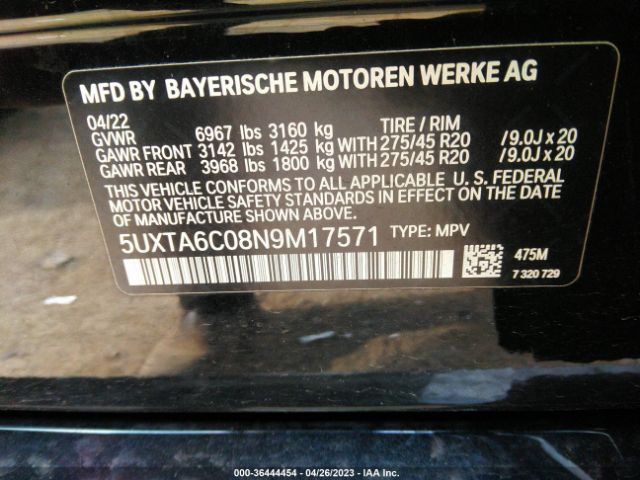 MFD BY BAYERISCHE MOTOREN WERKE AG
04/22 TIRE / RIM
GVWR 6967 lbs 3160 kg
GAWR FRONT 3142 lbs 1425 kg WITH 275/45 R20 /9.0J x 20
GAWR REAR 3968 lbs 1800 kg WITH 275/45 R20 /9.0J x 20
THIS VEHICLE CONFORMS TO ALL APPLICABLE U. S. FEDERAL
MOTOR VEHICLE SAFETY STANDARDS IN EFFECT ON THE DATE
OF MANUFACTURE SHOWN ABOVE.
5UXTA6C08N9M17571 TYPE: MPV
475M
7 320 729
000-36444454 - 04/26/2023 - IAA Inc.